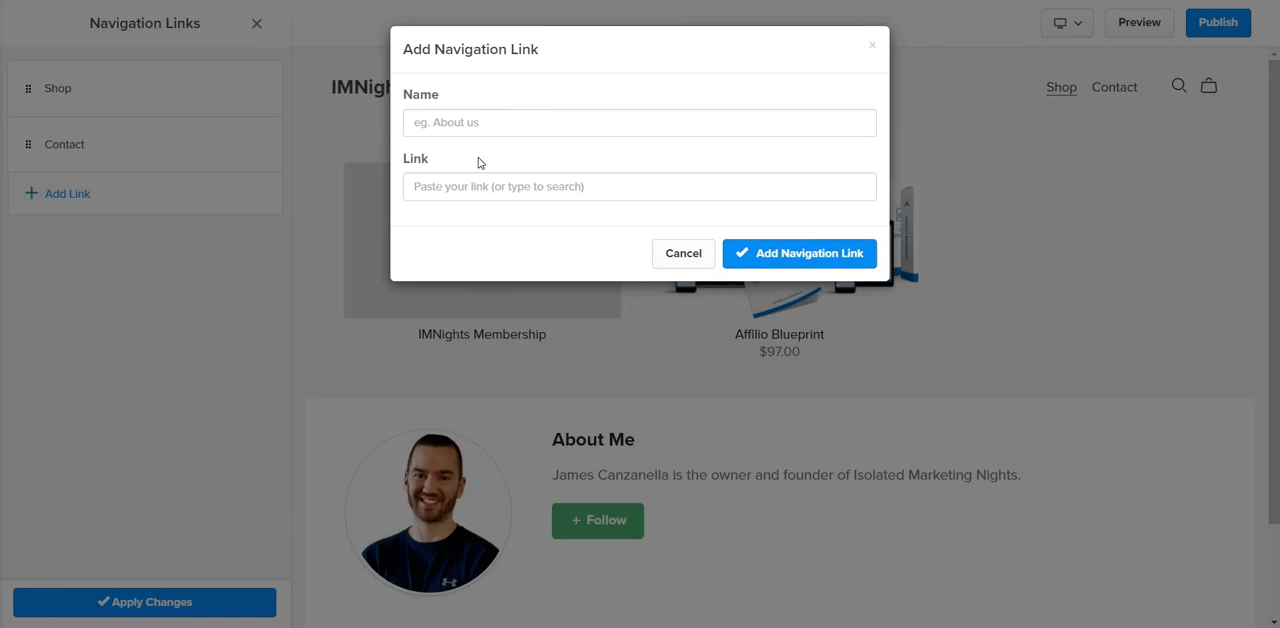 Navigation Links
Preview
Publish
Shop
Contact
Add Link
Apply Changes
Add Navigation Link
Name
eg. About us
Link
Paste your link (or type to search)
Cancel
Add Navigation Link
Shop Contact
IMNights Membership
Affilio Blueprint
$97.00
About Me
James Canzanella is the owner and founder of Isolated Marketing Nights.
+ Follow